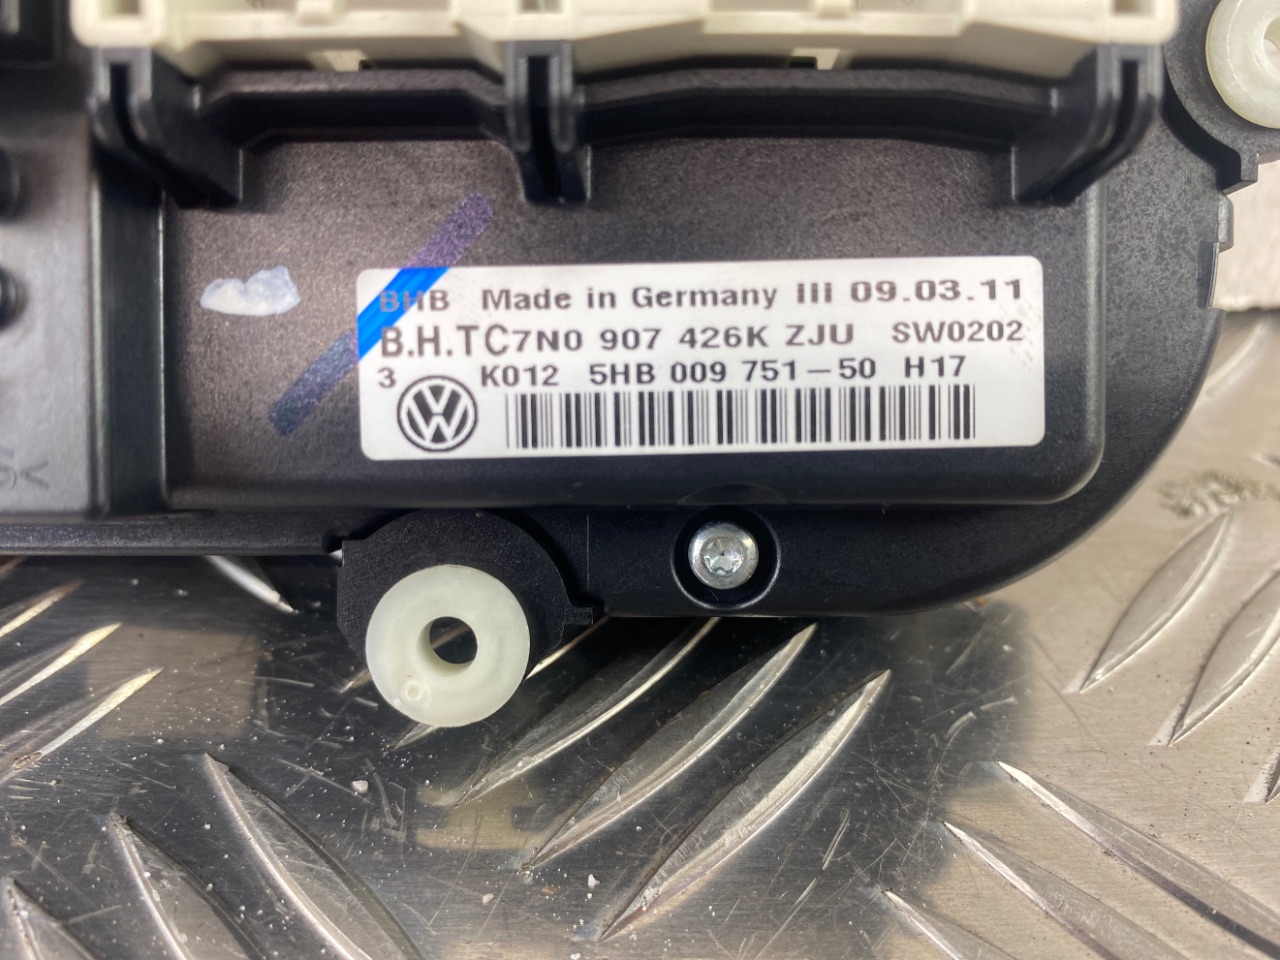 BHB Made in Germany III 09.03.11
B.H.TC7N0 907 426K ZJU SW0202
3 K012 5HB 009 751-50 H17